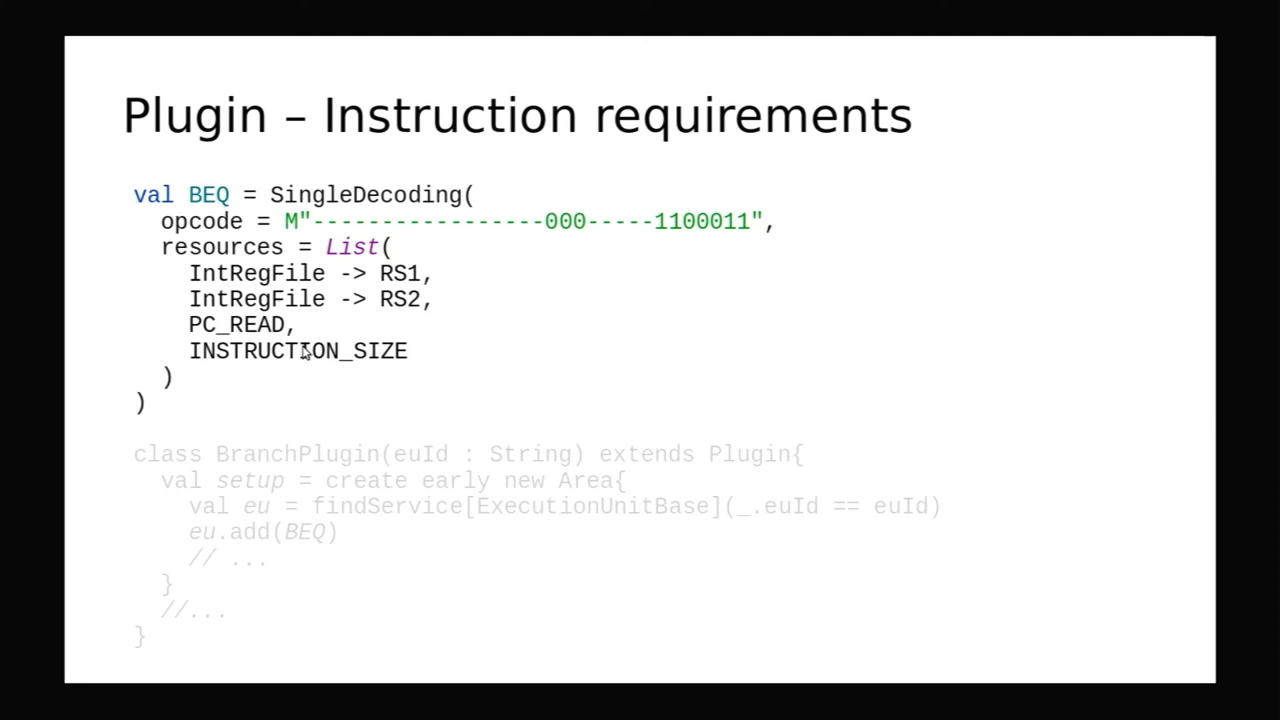 Plugin – Instruction requirements
val BEQ = SingleDecoding(
  opcode = M"-----------------000-----1100011",
  resources = List(
    IntRegFile -> RS1,
    IntRegFile -> RS2,
    PC_READ,
    INSTRUCTION_SIZE
  )
)
class BranchPlugin(euId : String) extends Plugin{
  val setup = create early new Area{
    val eu = findService[ExecutionUnitBase](_.euId == euId)
    eu.add(BEQ)
    // ...
  }
  //...
}